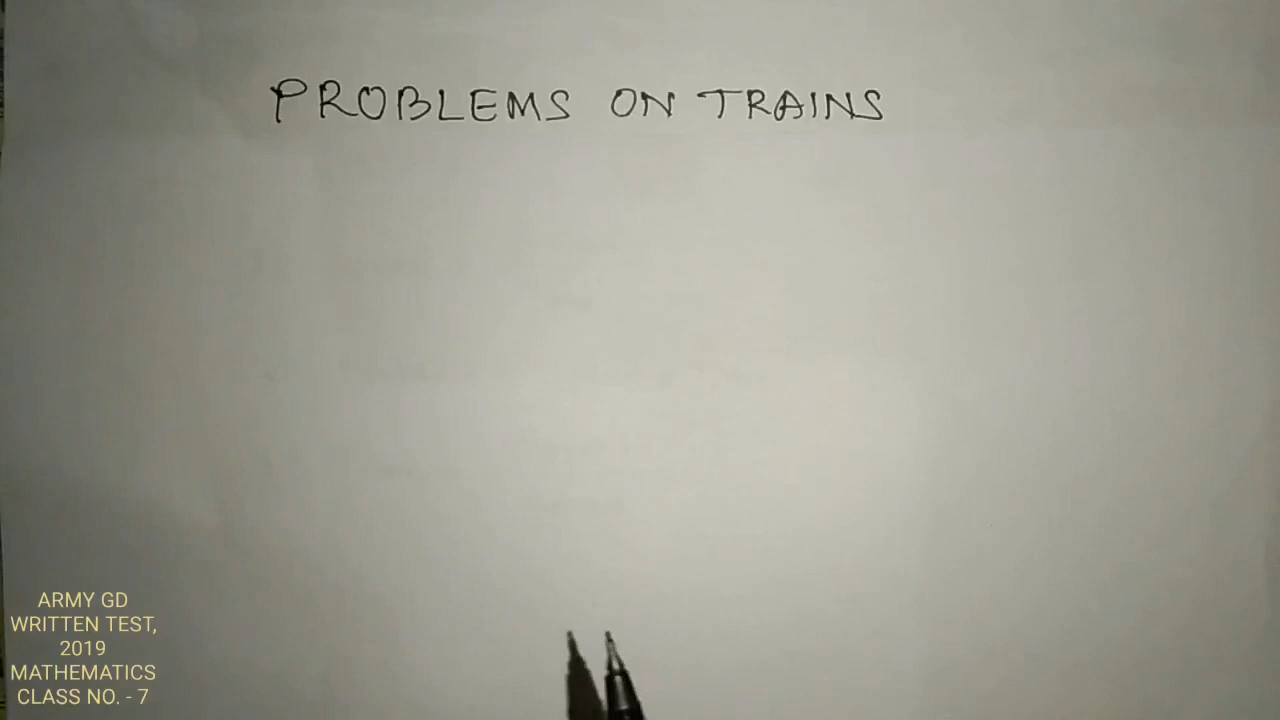 PROBLEMS ON TRAINS
ARMY GD
WRITTEN TEST,
2019
MATHEMATICS
CLASS NO. - 7